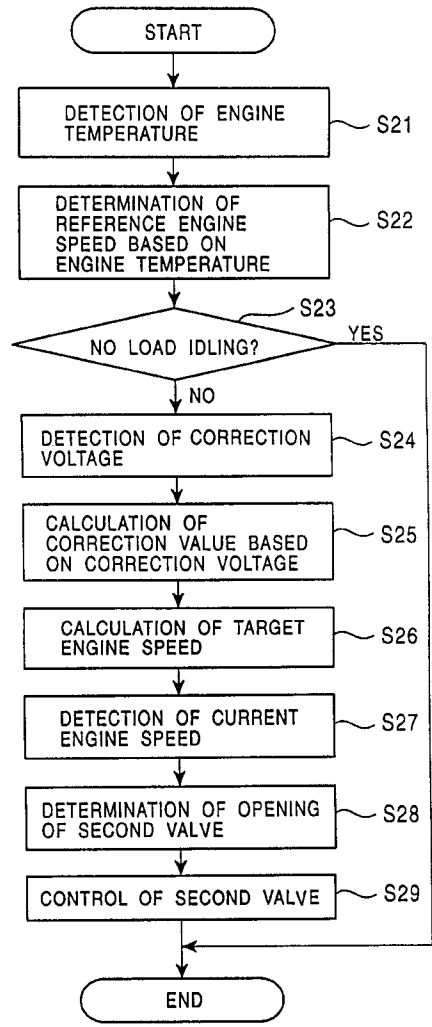 START
DETECTION OF ENGINE
TEMPERATURE
S21
DETERMINATION OF
REFERENCE ENGINE
SPEED BASED ON
ENGINE TEMPERATURE
S22
S23
NO LOAD IDLING?
YES
NO
DETECTION OF CORRECTION
VOLTAGE
S24
CALCULATION OF
CORRECTION VALUE BASED
ON CORRECTION VOLTAGE
S25
CALCULATION OF TARGET
ENGINE SPEED
S26
DETECTION OF CURRENT
ENGINE SPEED
S27
DETERMINATION OF OPENING
OF SECOND VALVE
S28
CONTROL OF SECOND VALVE
S29
END